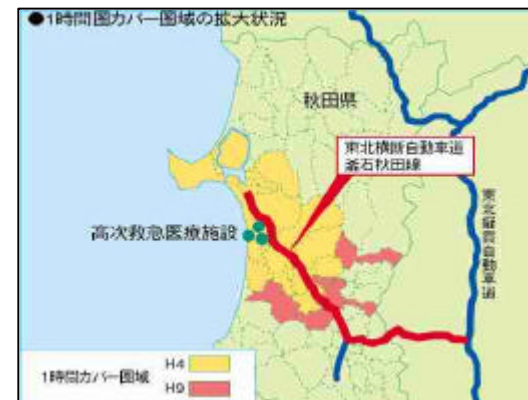 ●1時間圏カバー圏域の拡大状況
秋田県
東北横断自動車道
釜石秋田線
高次救急医療施設
東北縦貫自動車道
1時間カバー圏域
H4
H9